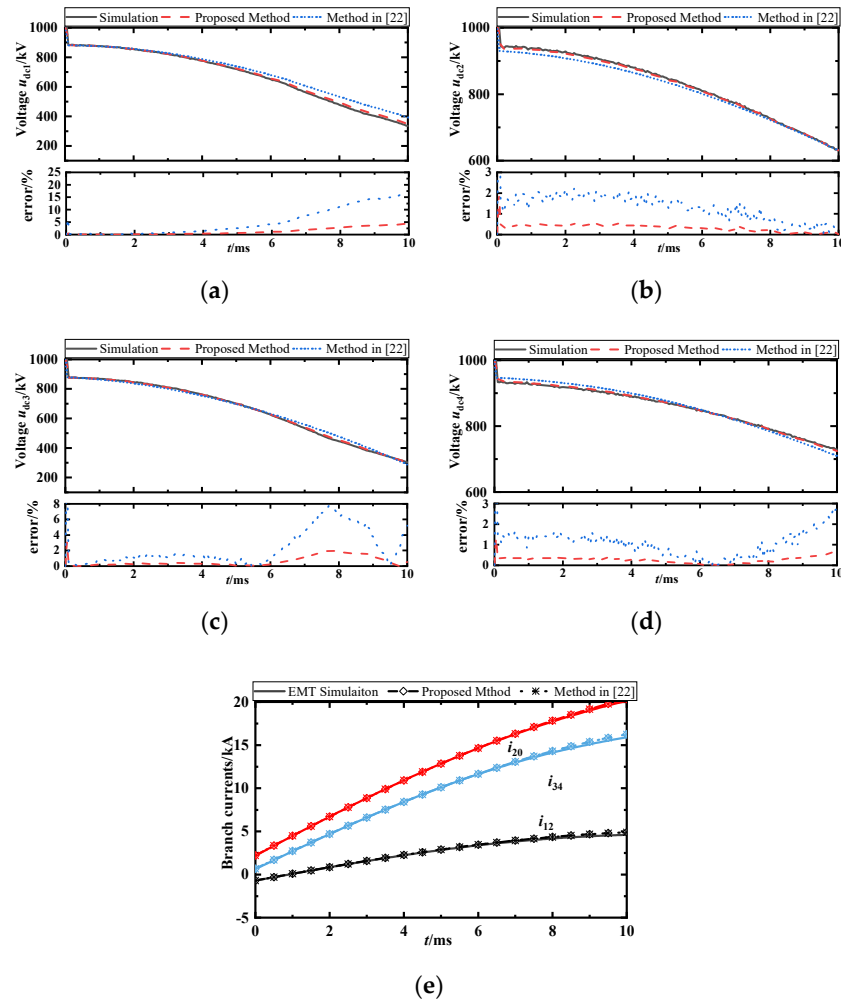 Simulation Proposed Method Method in [22]
1000
800
600
400
200
Voltage udc1/kV
25
20
15
10
5
0
error/%
0 2 4 6 8 10
t/ms
(a)
Simulation Proposed Method Method in [22]
1000
800
600
Voltage udc2/kV
3
2
1
0
error/%
0 2 4 6 8 10
t/ms
(b)
Simulation Proposed Method Method in [22]
1000
800
600
400
200
Voltage udc3/kV
8
6
4
2
0
error/%
0 2 4 6 8 10
t/ms
(c)
Simulation Proposed Method Method in [22]
1000
800
600
Voltage udc4/kV
3
2
1
0
error/%
0 2 4 6 8 10
t/ms
(d)
EMT Simulaiton Proposed Mthod Method in [22]
20
15
10
5
0
-5
Branch currents/kA
i20
i34
i12
0 2 4 6 8 10
t/ms
(e)